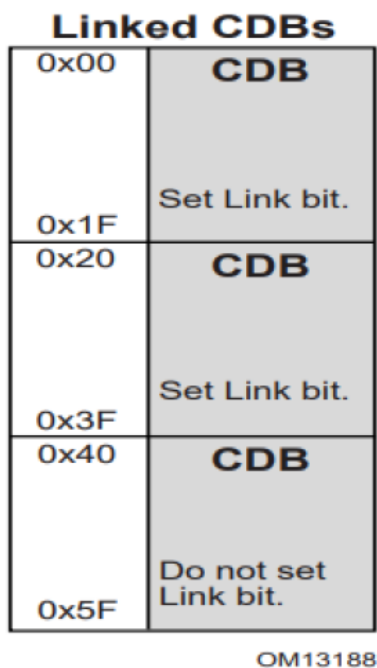 Linked CDBs
0x00 CDB
Set Link bit.
0x1F
0x20 CDB
Set Link bit.
0x3F
0x40 CDB
Do not set
Link bit.
0x5F
OM13188